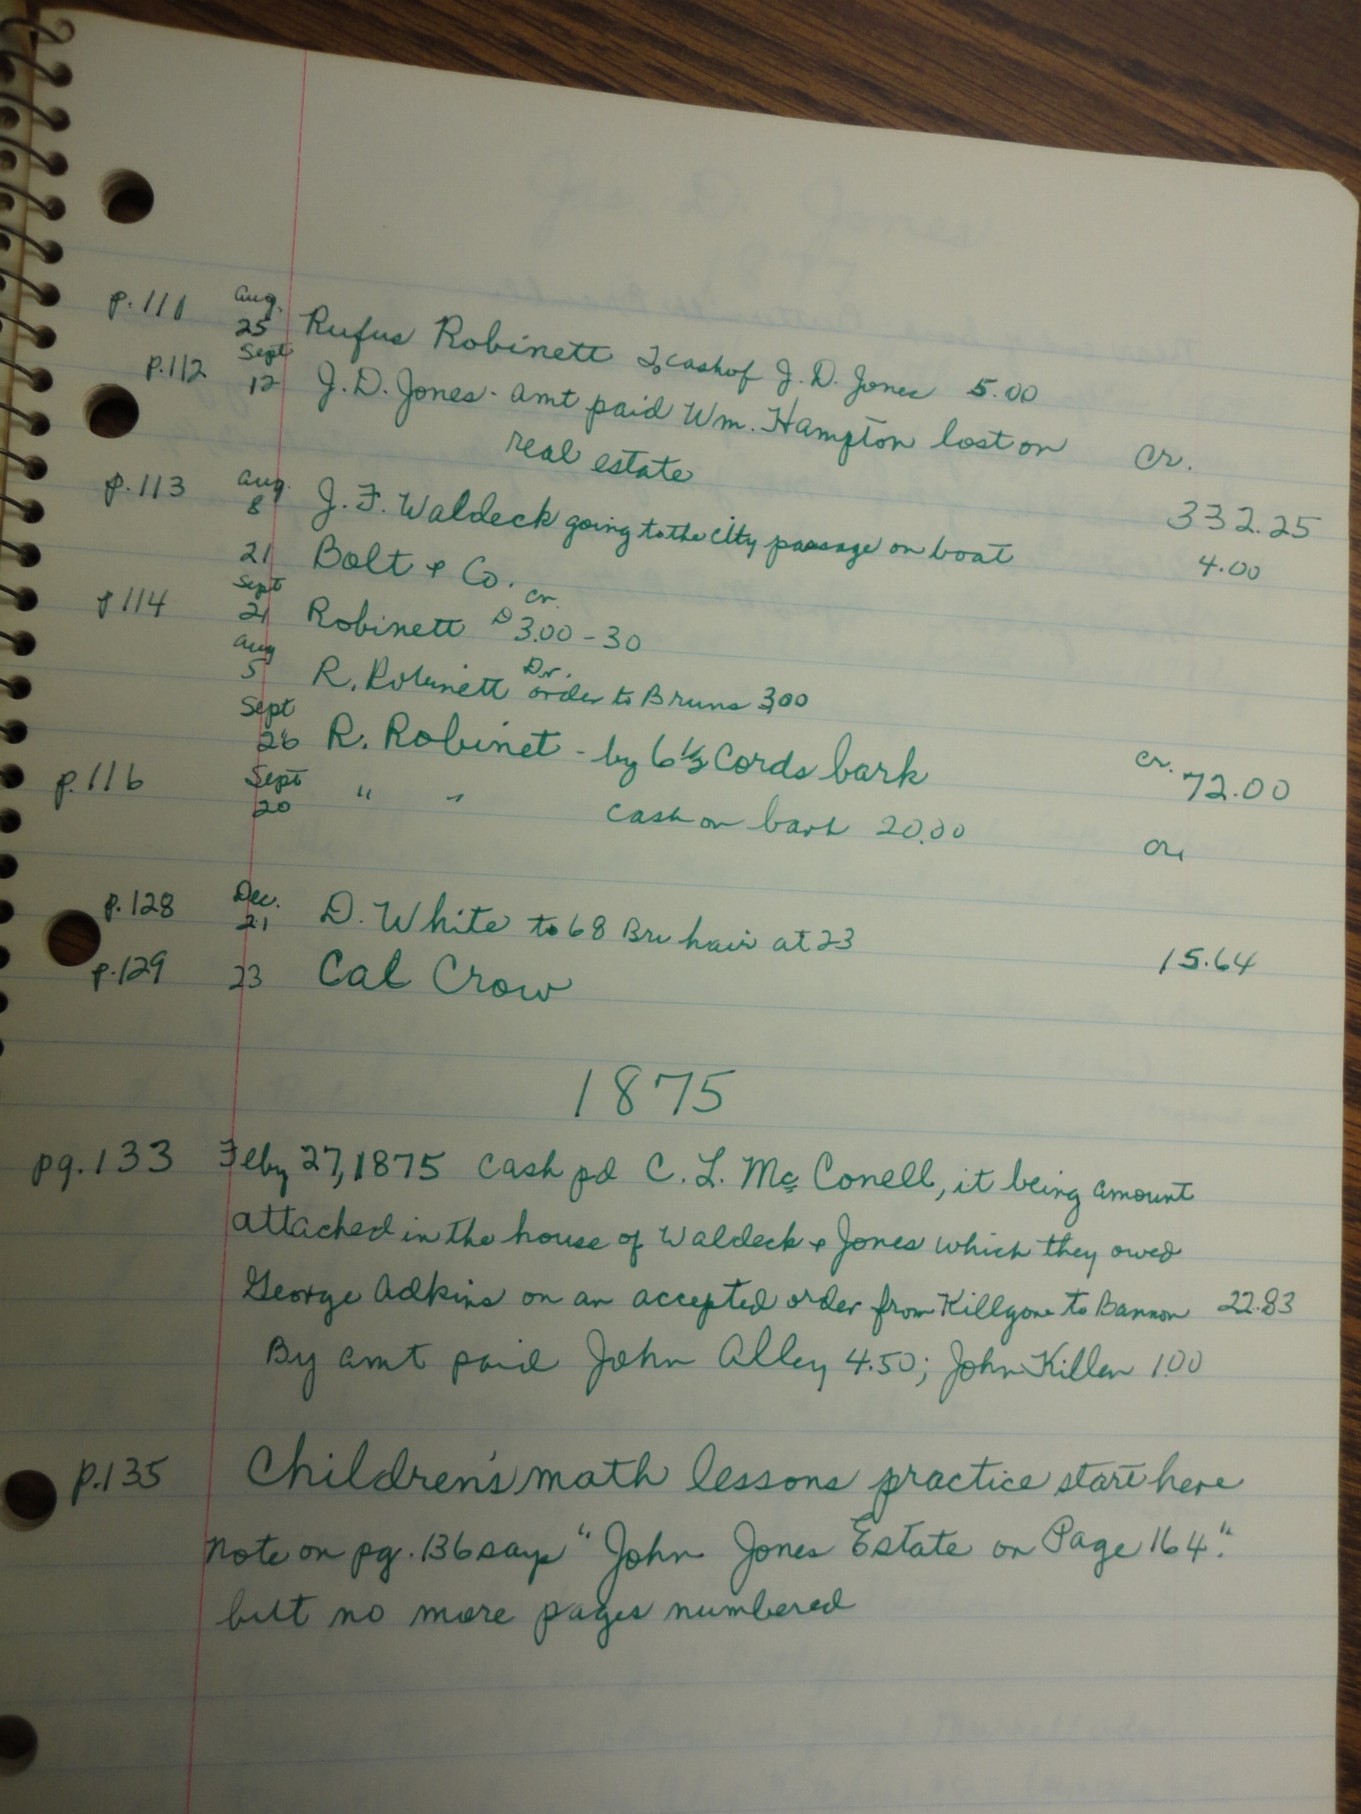 p.111 Aug. 25 Rufus Robinett To cash of J. D. Jones 5.00
p.112 Sept 12 J. D. Jones - amt paid Wm. Hampton lost on cr.
real estate 332.25
p.113 Aug. 8 J. F. Waldeck going to the city passage on boat 4.00
21 Bolt & Co.
p 114 Sept 21 Robinett cr. 3.00 - 30
Aug 5 R. Robinett Dr. order to Bruns 3.00
Sept 26 R. Robinet - by 6 1/2 Cords bark cr. 72.00
p.116 Sept 20 " " cash on bark 20.00 cr.
p.128 Dec. 21 D. White to 68 Bu hair at 23 15.64
p.129 23 Cal Crow
1875
pg.133 Feby 27, 1875 cash pd C. L. McConell, it being amount
attached in the house of Waldeck & Jones which they owed
George Adkins on an accepted order from Killgore to Bannon 22.83
By amt paid John Alley 4.50; John Killen 1.00
p.135 Children's math lessons practice start here
Note on pg. 136 says "John Jones Estate on Page 164".
but no more pages numbered